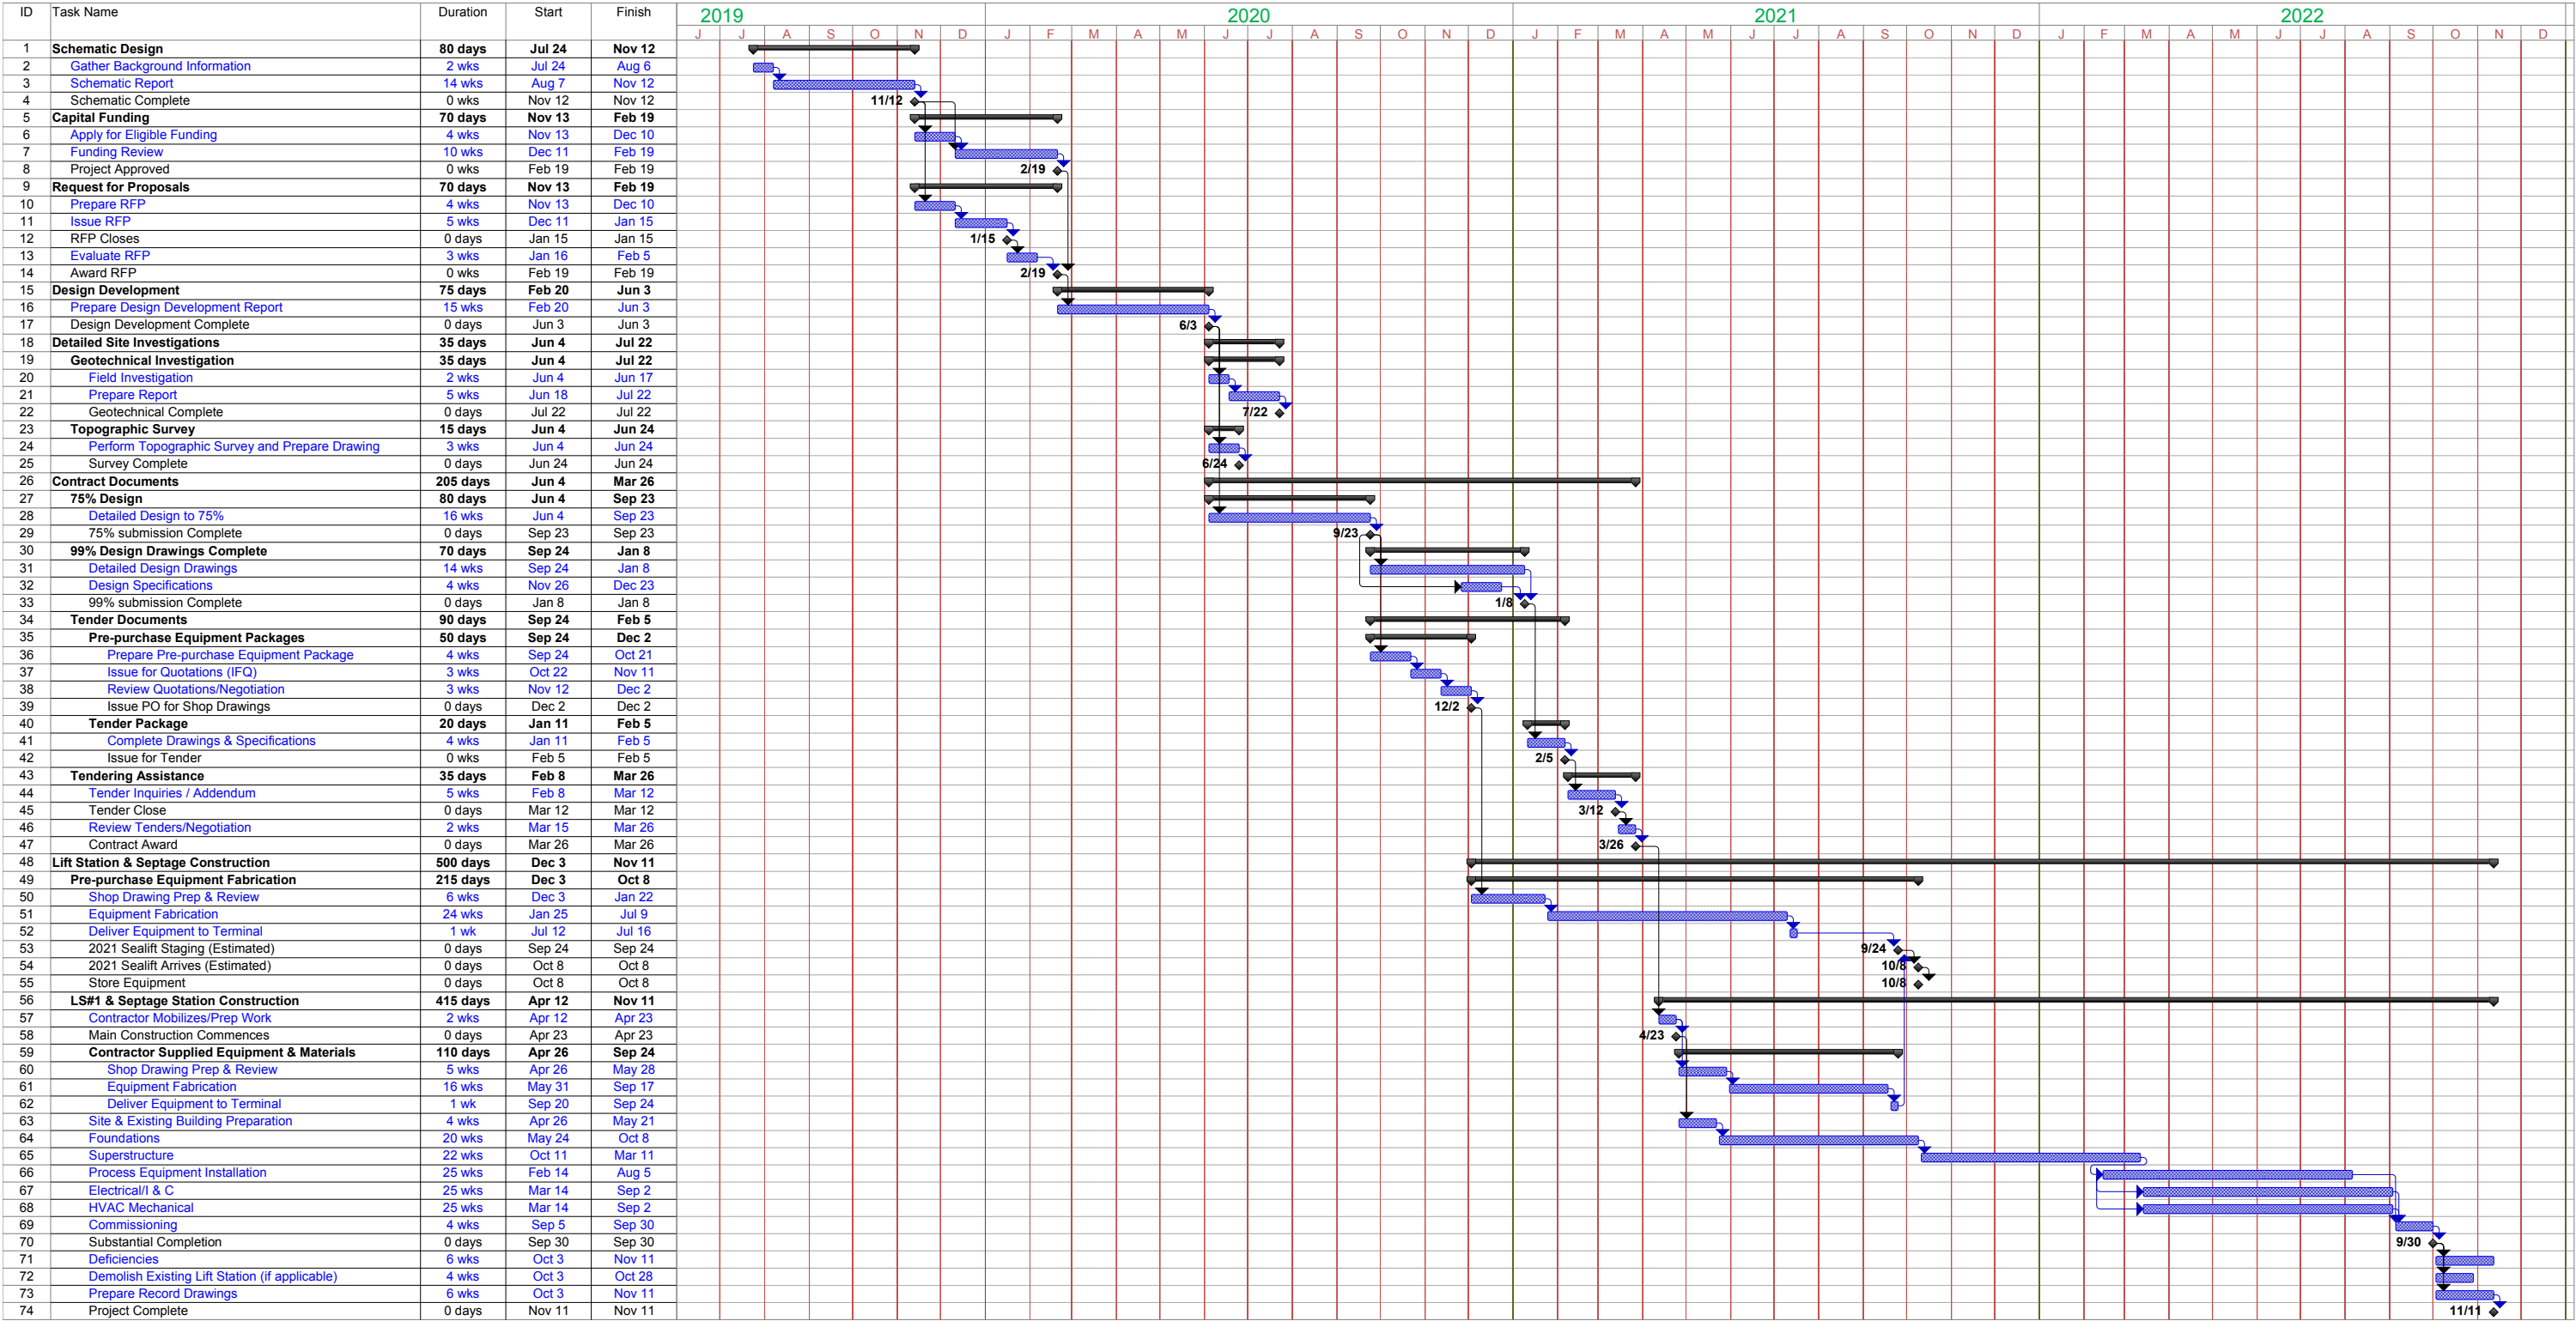 ID Task Name Duration Start Finish 2019 2020 2021 2022
J J A S O N D J F M A M J J A S O N D J F M A M J J A S O N D J F M A M J J A S O N D
1 Schematic Design 80 days Jul 24 Nov 12
2 Gather Background Information 2 wks Jul 24 Aug 6
3 Schematic Report 14 wks Aug 7 Nov 12
4 Schematic Complete 0 wks Nov 12 Nov 12 11/12
5 Capital Funding 70 days Nov 13 Feb 19
6 Apply for Eligible Funding 4 wks Nov 13 Dec 10
7 Funding Review 10 wks Dec 11 Feb 19
8 Project Approved 0 wks Feb 19 Feb 19 2/19
9 Request for Proposals 70 days Nov 13 Feb 19
10 Prepare RFP 4 wks Nov 13 Dec 10
11 Issue RFP 5 wks Dec 11 Jan 15
12 RFP Closes 0 days Jan 15 Jan 15 1/15
13 Evaluate RFP 3 wks Jan 16 Feb 5
14 Award RFP 0 wks Feb 19 Feb 19 2/19
15 Design Development 75 days Feb 20 Jun 3
16 Prepare Design Development Report 15 wks Feb 20 Jun 3
17 Design Development Complete 0 days Jun 3 Jun 3 6/3
18 Detailed Site Investigations 35 days Jun 4 Jul 22
19 Geotechnical Investigation 35 days Jun 4 Jul 22
20 Field Investigation 2 wks Jun 4 Jun 17
21 Prepare Report 5 wks Jun 18 Jul 22
22 Geotechnical Complete 0 days Jul 22 Jul 22 7/22
23 Topographic Survey 15 days Jun 4 Jun 24
24 Perform Topographic Survey and Prepare Drawing 3 wks Jun 4 Jun 24
25 Survey Complete 0 days Jun 24 Jun 24 6/24
26 Contract Documents 205 days Jun 4 Mar 26
27 75% Design 80 days Jun 4 Sep 23
28 Detailed Design to 75% 16 wks Jun 4 Sep 23
29 75% submission Complete 0 days Sep 23 Sep 23 9/23
30 99% Design Drawings Complete 70 days Sep 24 Jan 8
31 Detailed Design Drawings 14 wks Sep 24 Jan 8
32 Design Specifications 4 wks Nov 26 Dec 23
33 99% submission Complete 0 days Jan 8 Jan 8 1/8
34 Tender Documents 90 days Sep 24 Feb 5
35 Pre-purchase Equipment Packages 50 days Sep 24 Dec 2
36 Prepare Pre-purchase Equipment Package 4 wks Sep 24 Oct 21
37 Issue for Quotations (IFQ) 3 wks Oct 22 Nov 11
38 Review Quotations/Negotiation 3 wks Nov 12 Dec 2
39 Issue PO for Shop Drawings 0 days Dec 2 Dec 2 12/2
40 Tender Package 20 days Jan 11 Feb 5
41 Complete Drawings & Specifications 4 wks Jan 11 Feb 5
42 Issue for Tender 0 wks Feb 5 Feb 5 2/5
43 Tendering Assistance 35 days Feb 8 Mar 26
44 Tender Inquiries / Addendum 5 wks Feb 8 Mar 12
45 Tender Close 0 days Mar 12 Mar 12 3/12
46 Review Tenders/Negotiation 2 wks Mar 15 Mar 26
47 Contract Award 0 days Mar 26 Mar 26 3/26
48 Lift Station & Septage Construction 500 days Dec 3 Nov 11
49 Pre-purchase Equipment Fabrication 215 days Dec 3 Oct 8
50 Shop Drawing Prep & Review 6 wks Dec 3 Jan 22
51 Equipment Fabrication 24 wks Jan 25 Jul 9
52 Deliver Equipment to Terminal 1 wk Jul 12 Jul 16
53 2021 Sealift Staging (Estimated) 0 days Sep 24 Sep 24 9/24
54 2021 Sealift Arrives (Estimated) 0 days Oct 8 Oct 8 10/8
55 Store Equipment 0 days Oct 8 Oct 8 10/8
56 LS#1 & Septage Station Construction 415 days Apr 12 Nov 11
57 Contractor Mobilizes/Prep Work 2 wks Apr 12 Apr 23
58 Main Construction Commences 0 days Apr 23 Apr 23 4/23
59 Contractor Supplied Equipment & Materials 110 days Apr 26 Sep 24
60 Shop Drawing Prep & Review 5 wks Apr 26 May 28
61 Equipment Fabrication 16 wks May 31 Sep 17
62 Deliver Equipment to Terminal 1 wk Sep 20 Sep 24
63 Site & Existing Building Preparation 4 wks Apr 26 May 21
64 Foundations 20 wks May 24 Oct 8
65 Superstructure 22 wks Oct 11 Mar 11
66 Process Equipment Installation 25 wks Feb 14 Aug 5
67 Electrical/I & C 25 wks Mar 14 Sep 2
68 HVAC Mechanical 25 wks Mar 14 Sep 2
69 Commissioning 4 wks Sep 5 Sep 30
70 Substantial Completion 0 days Sep 30 Sep 30 9/30
71 Deficiencies 6 wks Oct 3 Nov 11
72 Demolish Existing Lift Station (if applicable) 4 wks Oct 3 Oct 28
73 Prepare Record Drawings 6 wks Oct 3 Nov 11
74 Project Complete 0 days Nov 11 Nov 11 11/11